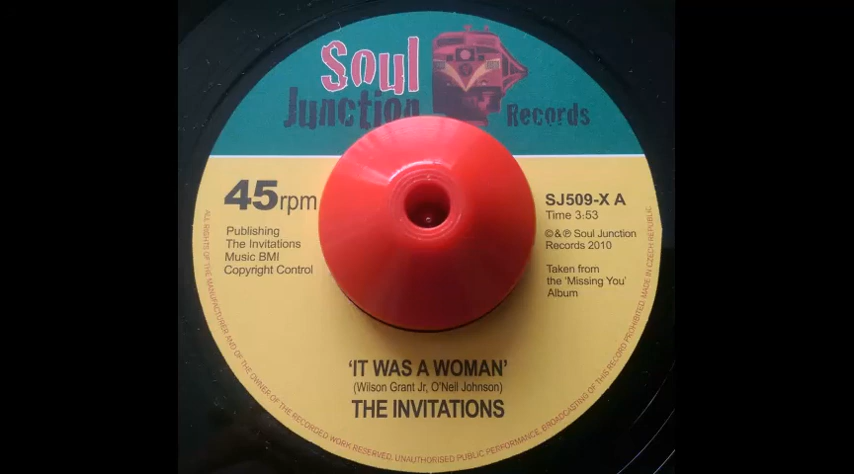 Soul
Junction
Records
45rpm
Publishing
The Invitations
Music BMI
Copyright Control
SJ509-X A
Time 3:53
©&℗ Soul Junction
Records 2010
Taken from
the 'Missing You'
Album
'IT WAS A WOMAN'
(Wilson Grant Jr, O'Neil Johnson)
THE INVITATIONS
ALL RIGHTS OF THE MANUFACTURER AND OF THE OWNER OF THE RECORDED WORK RESERVED. UNAUTHORISED PUBLIC PERFORMANCE, BROADCASTING OF THIS RECORD PROHIBITED. MADE IN CZECH REPUBLIC